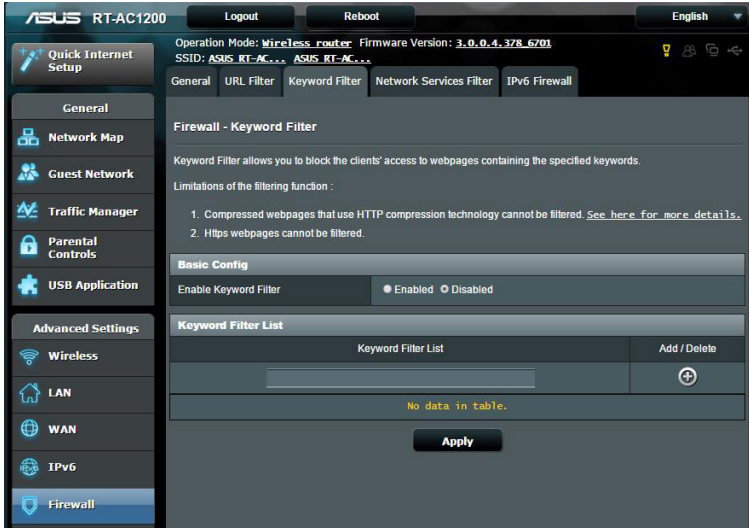 ASUS RT-AC1200
Logout
Reboot
English
Quick Internet Setup
Operation Mode: Wireless router Firmware Version: 3.0.0.4.378_6701
SSID: ASUS RT-AC... ASUS RT-AC...
General
URL Filter
Keyword Filter
Network Services Filter
IPv6 Firewall
General
Network Map
Guest Network
Traffic Manager
Parental Controls
USB Application
Advanced Settings
Wireless
LAN
WAN
IPv6
Firewall
Firewall - Keyword Filter
Keyword Filter allows you to block the clients' access to webpages containing the specified keywords.
Limitations of the filtering function :
1. Compressed webpages that use HTTP compression technology cannot be filtered. See here for more details.
2. Https webpages cannot be filtered.
Basic Config
Enable Keyword Filter
Enabled Disabled
Keyword Filter List
Keyword Filter List
Add / Delete
No data in table.
Apply